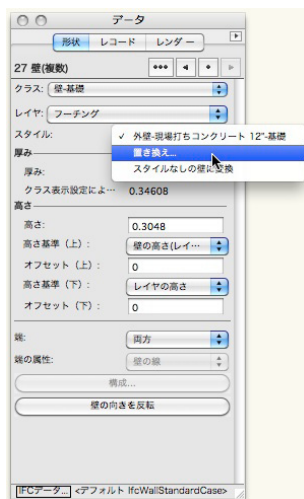 データ
形状 レコード レンダー
27 壁(複数)
クラス: 壁-基礎
レイヤ: フーチング
スタイル: ✓ 外壁-現場打ちコンクリート 12"-基礎
置き換え...
スタイルなしの壁に変換
厚み
厚み:
クラス表示設定によ… 0.34608
高さ
高さ: 0.3048
高さ基準（上）: 壁の高さ(レイ…
オフセット（上）: 0
高さ基準（下）: レイヤの高さ
オフセット（下）: 0
端: 両方
端の属性: 壁の線
構成...
壁の向きを反転
IFCデータ... <デフォルト IfcWallStandardCase>